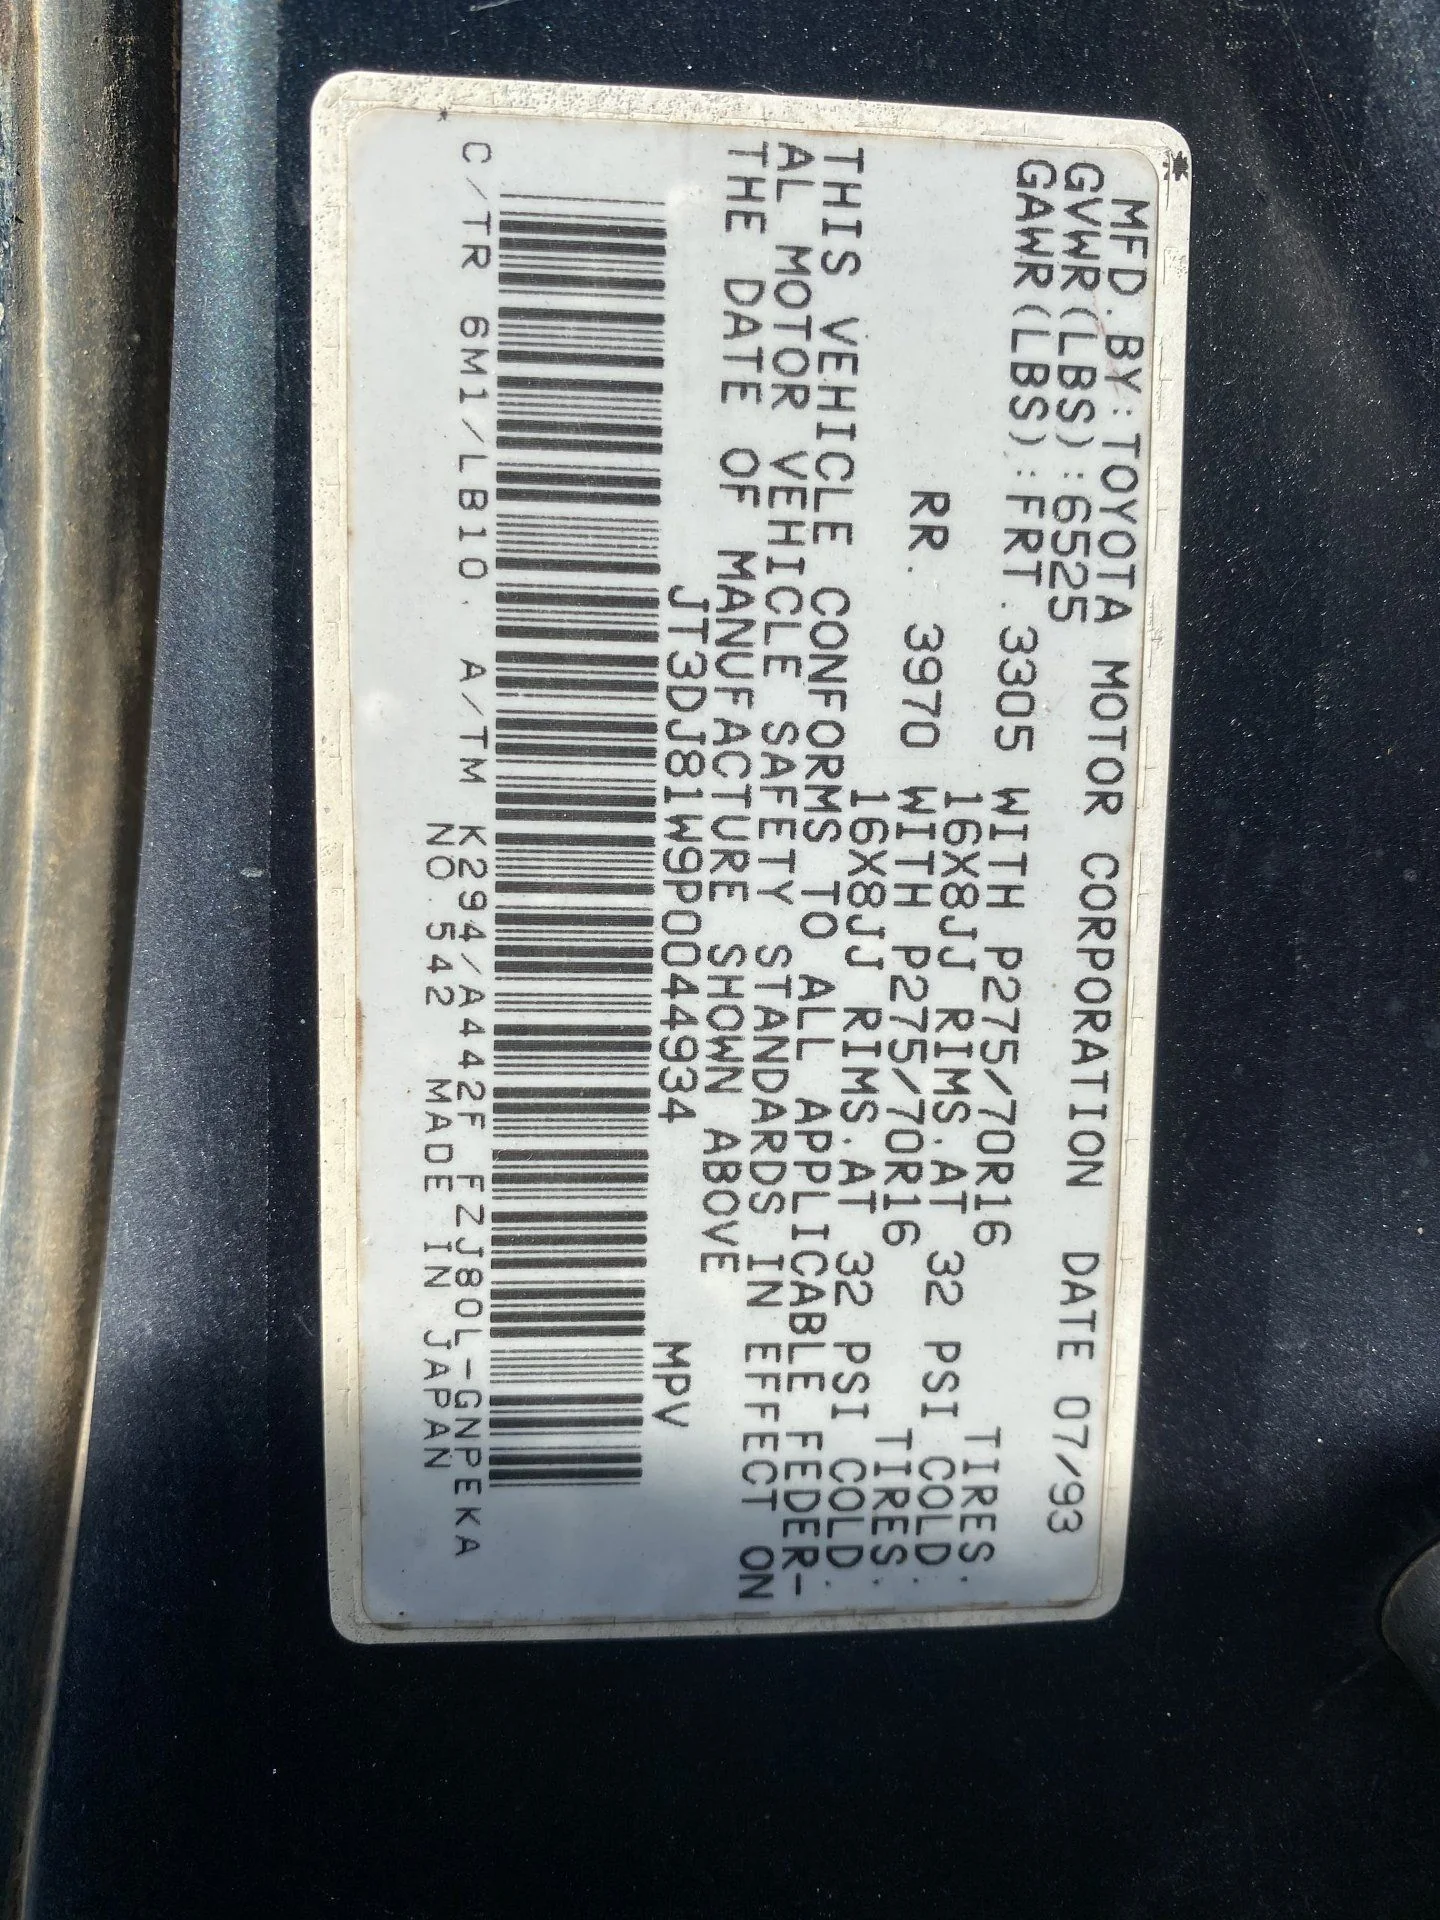 MFD.BY:TOYOTA MOTOR CORPORATION DATE 07/93
GVWR(LBS):6525
GAWR(LBS):FRT.3305 WITH P275/70R16 TIRES.
16X8JJ RIMS.AT 32 PSI COLD.
RR. 3970 WITH P275/70R16 TIRES.
16X8JJ RIMS.AT 32 PSI COLD.
THIS VEHICLE CONFORMS TO ALL APPLICABLE FEDER-
AL MOTOR VEHICLE SAFETY STANDARDS IN EFFECT ON
THE DATE OF MANUFACTURE SHOWN ABOVE
JT3DJ81W9P0044934 MPV
C/TR 6M1/LB10. A/TM K294/A442F FZJ80L-GNPEKA
NO.542 MADE IN JAPAN